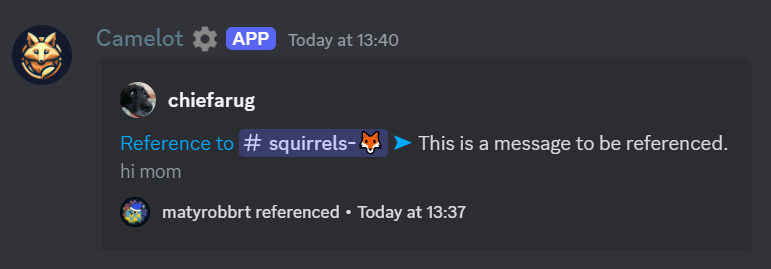 Camelot APP Today at 13:40
chiefarug
Reference to # squirrels-🦊 ➤ This is a message to be referenced.
hi mom
matyrobbrt referenced • Today at 13:37